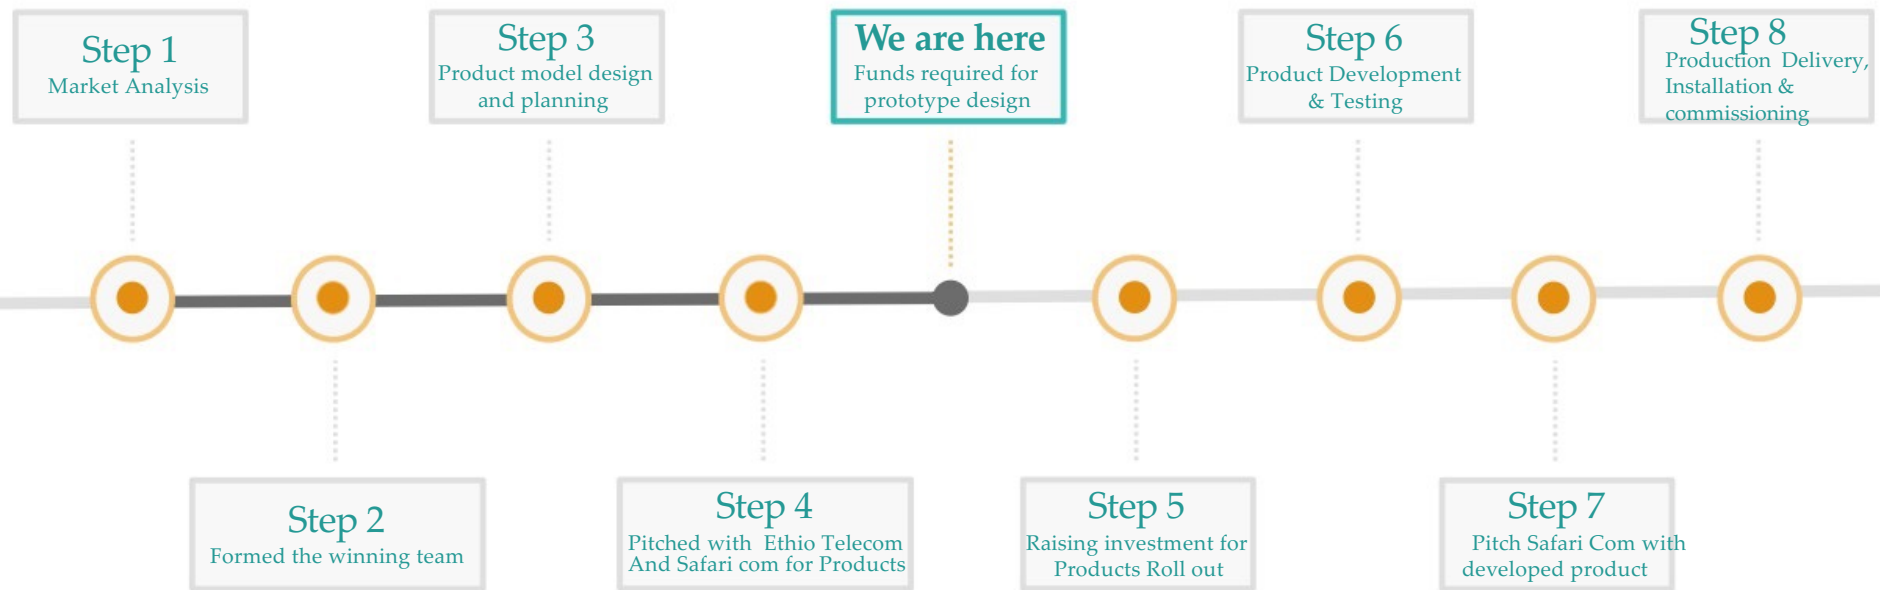 Step 1
Market Analysis
Step 3
Product model design
and planning
We are here
Funds required for
prototype design
Step 6
Product Development
& Testing
Step 8
Production Delivery,
Installation &
commissioning
Step 2
Formed the winning team
Step 4
Pitched with Ethio Telecom
And Safari com for Products
Step 5
Raising investment for
Products Roll out
Step 7
Pitch Safari Com with
developed product